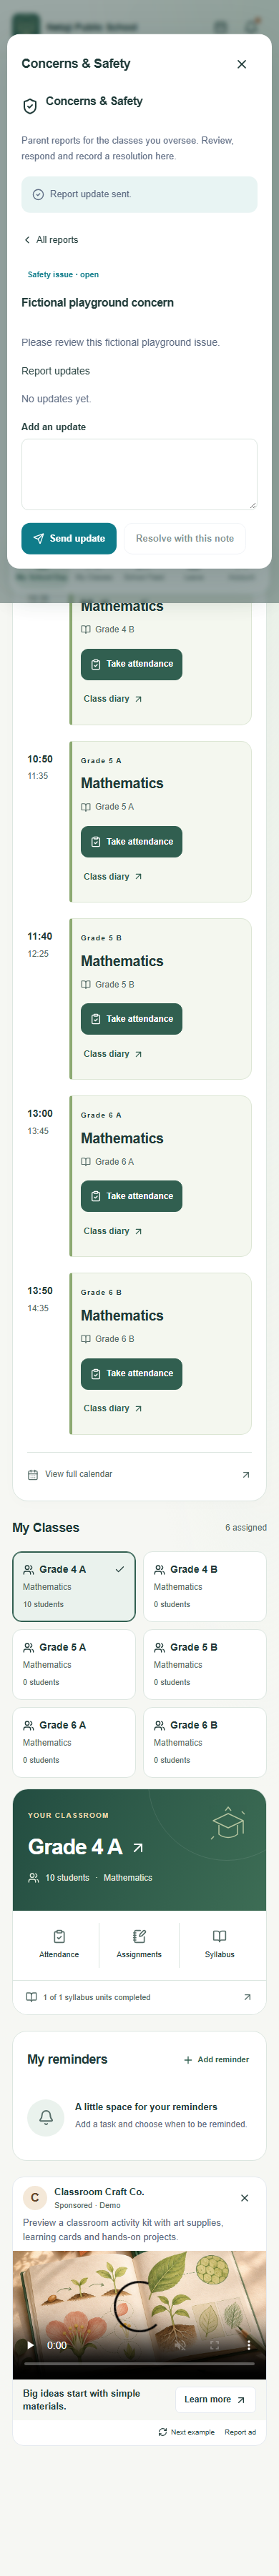 Concerns & Safety
Concerns & Safety
Parent reports for the classes you oversee. Review,
respond and record a resolution here.
Report update sent.
All reports
Safety issue · open
Fictional playground concern
Please review this fictional playground issue.
Report updates
No updates yet.
Add an update
Send update
Resolve with this note
Mathematics
Grade 4 B
Take attendance
Class diary
10:50
11:35
Grade 5 A
Mathematics
Grade 5 A
Take attendance
Class diary
11:40
12:25
Grade 5 B
Mathematics
Grade 5 B
Take attendance
Class diary
13:00
13:45
Grade 6 A
Mathematics
Grade 6 A
Take attendance
Class diary
13:50
14:35
Grade 6 B
Mathematics
Grade 6 B
Take attendance
Class diary
View full calendar
My Classes
6 assigned
Grade 4 A
Mathematics
10 students
Grade 4 B
Mathematics
0 students
Grade 5 A
Mathematics
0 students
Grade 5 B
Mathematics
0 students
Grade 6 A
Mathematics
0 students
Grade 6 B
Mathematics
0 students
YOUR CLASSROOM
Grade 4 A
10 students · Mathematics
Attendance
Assignments
Syllabus
1 of 1 syllabus units completed
My reminders
Add reminder
A little space for your reminders
Add a task and choose when to be reminded.
C
Classroom Craft Co.
Sponsored · Demo
Preview a classroom activity kit with art supplies,
learning cards and hands-on projects.
0:00
Big ideas start with simple
materials.
Learn more
Next example
Report ad